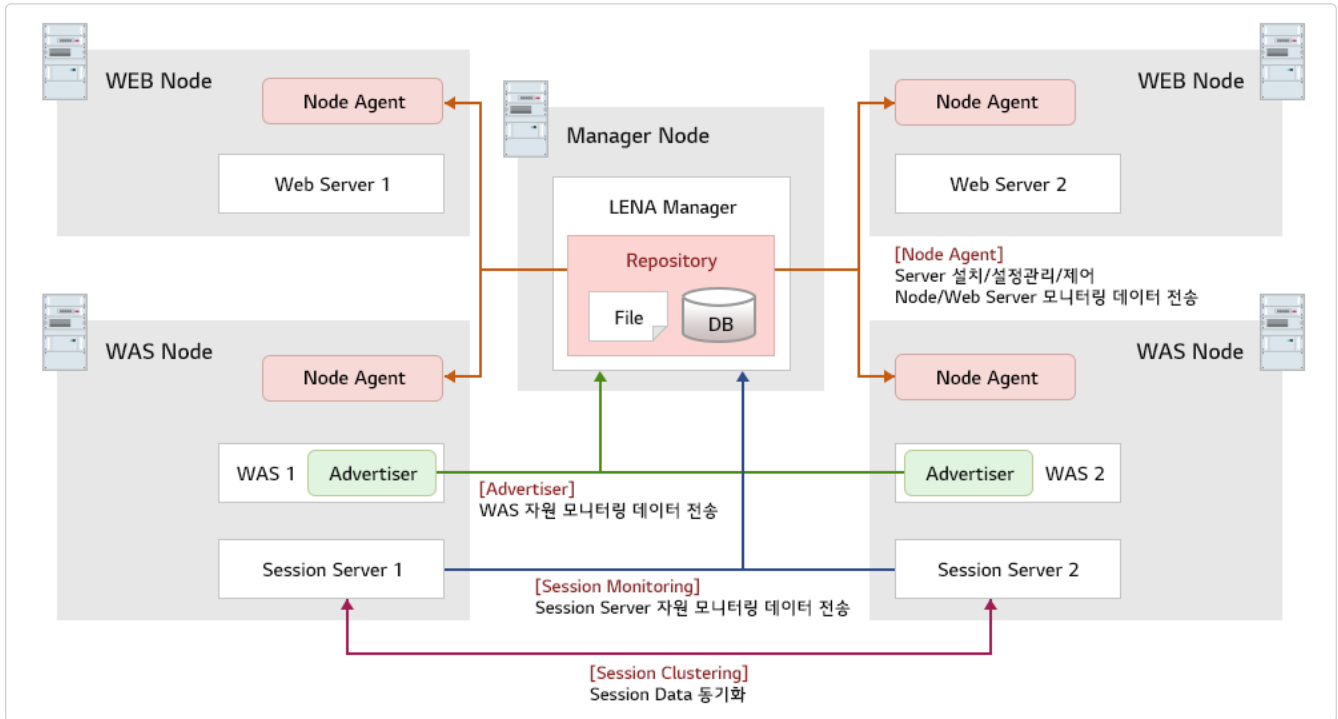 WEB Node
Node Agent
Web Server 1
Manager Node
LENA Manager
Repository
File
DB
WEB Node
Node Agent
Web Server 2
[Node Agent]
Server 설치/설정관리/제어
Node/Web Server 모니터링 데이터 전송
WAS Node
Node Agent
WAS 1
Advertiser
Session Server 1
WAS Node
Node Agent
Advertiser
WAS 2
Session Server 2
[Advertiser]
WAS 자원 모니터링 데이터 전송
[Session Monitoring]
Session Server 자원 모니터링 데이터 전송
[Session Clustering]
Session Data 동기화